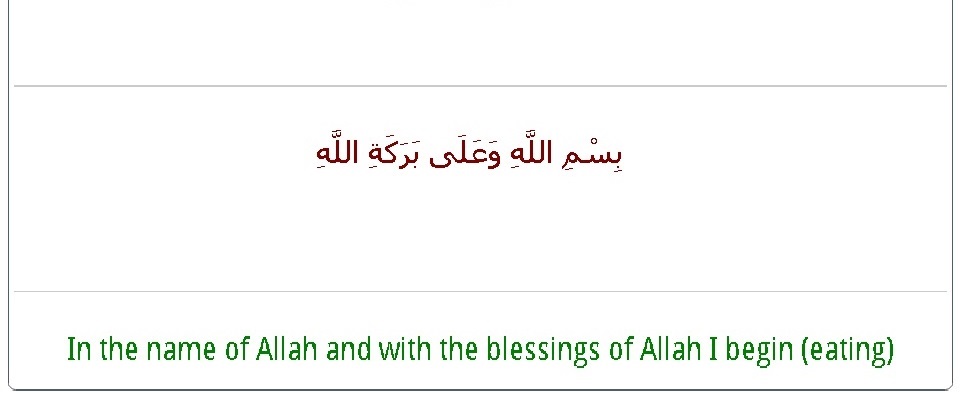 بِسْمِ اللَّهِ وَعَلَى بَرَكَةِ اللَّهِ
In the name of Allah and with the blessings of Allah I begin (eating)